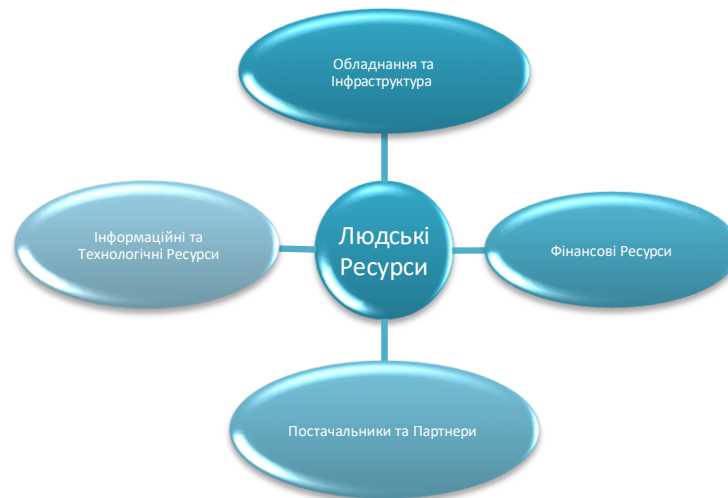 Обладнання та
Інфраструктура
Інформаційні та
Технологічні Ресурси
Людські
Ресурси
Фінансові Ресурси
Постачальники та Партнери